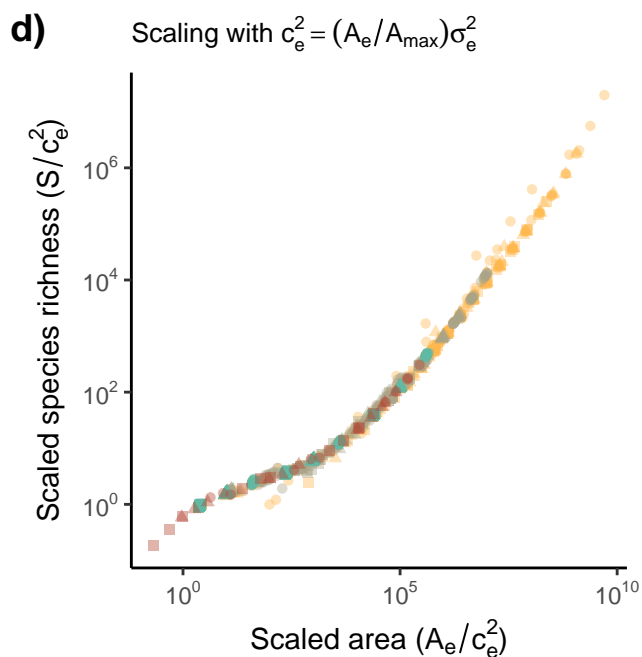 d)
Scaling with c_e^2 = (A_e/A_max)σ_e^2
Scaled species richness (S/c_e^2)
10^6
10^4
10^2
10^0
10^0 10^5 10^10
Scaled area (A_e/c_e^2)